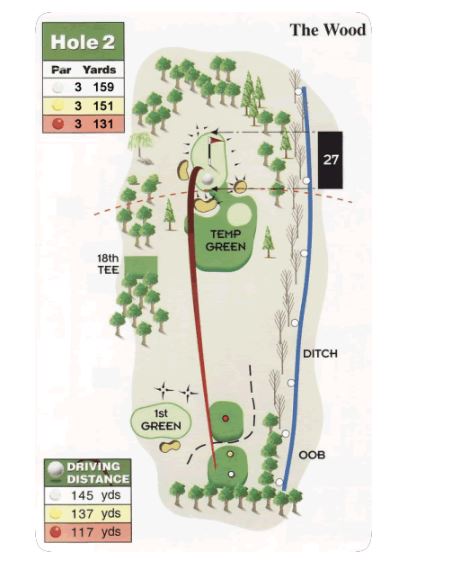 The Wood
Hole 2
Par Yards
3 159
3 151
3 131
27
TEMP
GREEN
18th
TEE
DITCH
1st
GREEN
OOB
DRIVING
DISTANCE
145 yds
137 yds
117 yds